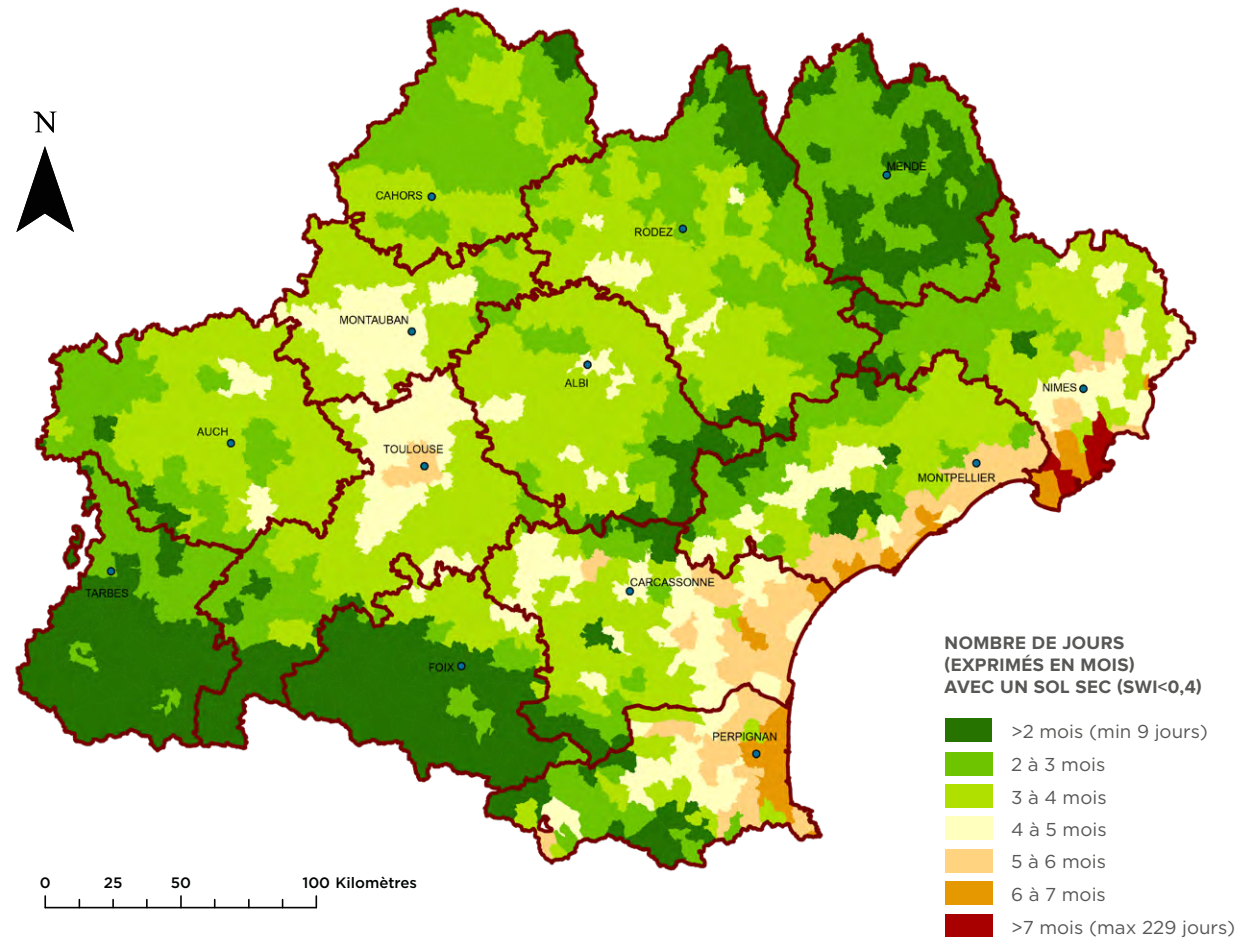 N
MENDE
CAHORS
RODEZ
MONTAUBAN
ALBI
NIMES
AUCH
TOULOUSE
MONTPELLIER
TARBES
CARCASSONNE
FOIX
PERPIGNAN
NOMBRE DE JOURS
(EXPRIMÉS EN MOIS)
AVEC UN SOL SEC (SWI<0,4)
>2 mois (min 9 jours)
2 à 3 mois
3 à 4 mois
4 à 5 mois
5 à 6 mois
6 à 7 mois
>7 mois (max 229 jours)
0 25 50 100 Kilomètres